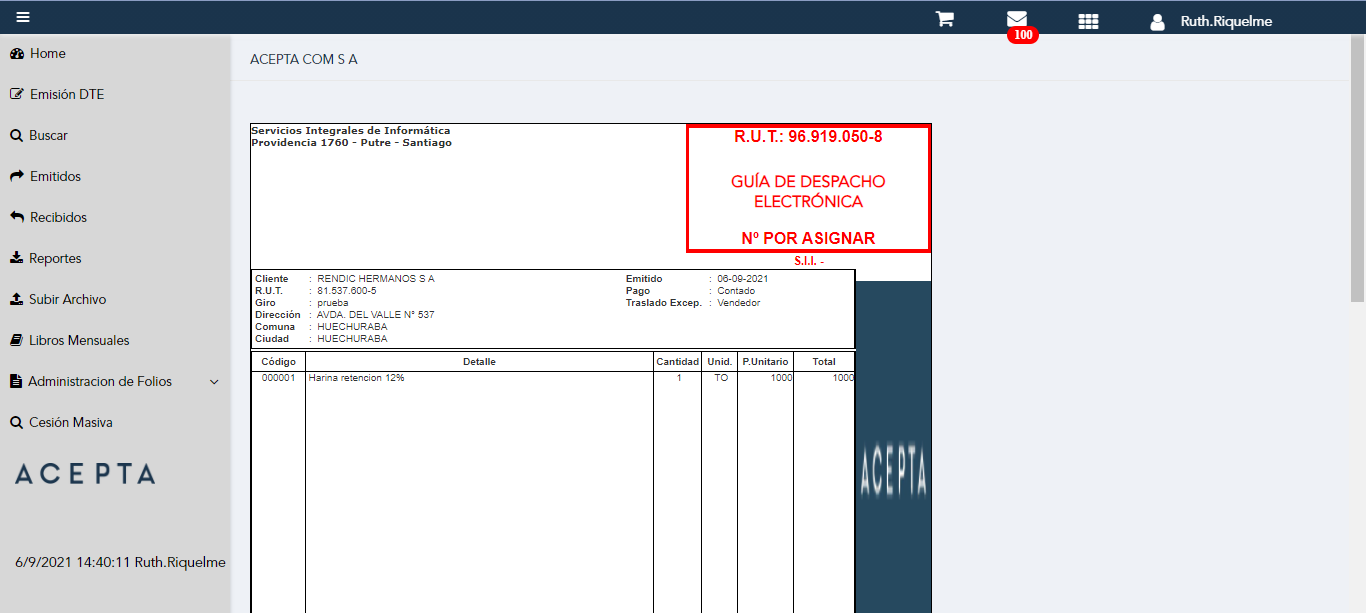 Ruth.Riquelme
100
Home
Emisión DTE
Buscar
Emitidos
Recibidos
Reportes
Subir Archivo
Libros Mensuales
Administracion de Folios
Cesión Masiva
ACEPTA
6/9/2021 14:40:11 Ruth.Riquelme
ACEPTA COM S A
Servicios Integrales de Informática
Providencia 1760 - Putre - Santiago
R.U.T.: 96.919.050-8
GUÍA DE DESPACHO
ELECTRÓNICA
Nº POR ASIGNAR
S.I.I. -
Cliente : RENDIC HERMANOS S A
R.U.T. : 81.537.600-5
Giro : prueba
Dirección : AVDA. DEL VALLE N° 537
Comuna : HUECHURABA
Ciudad : HUECHURABA
Emitido : 06-09-2021
Pago : Contado
Traslado Excep. : Vendedor
Código Detalle Cantidad Unid. P.Unitario Total
000001 Harina retencion 12% 1 TO 1000 1000
ACEPTA